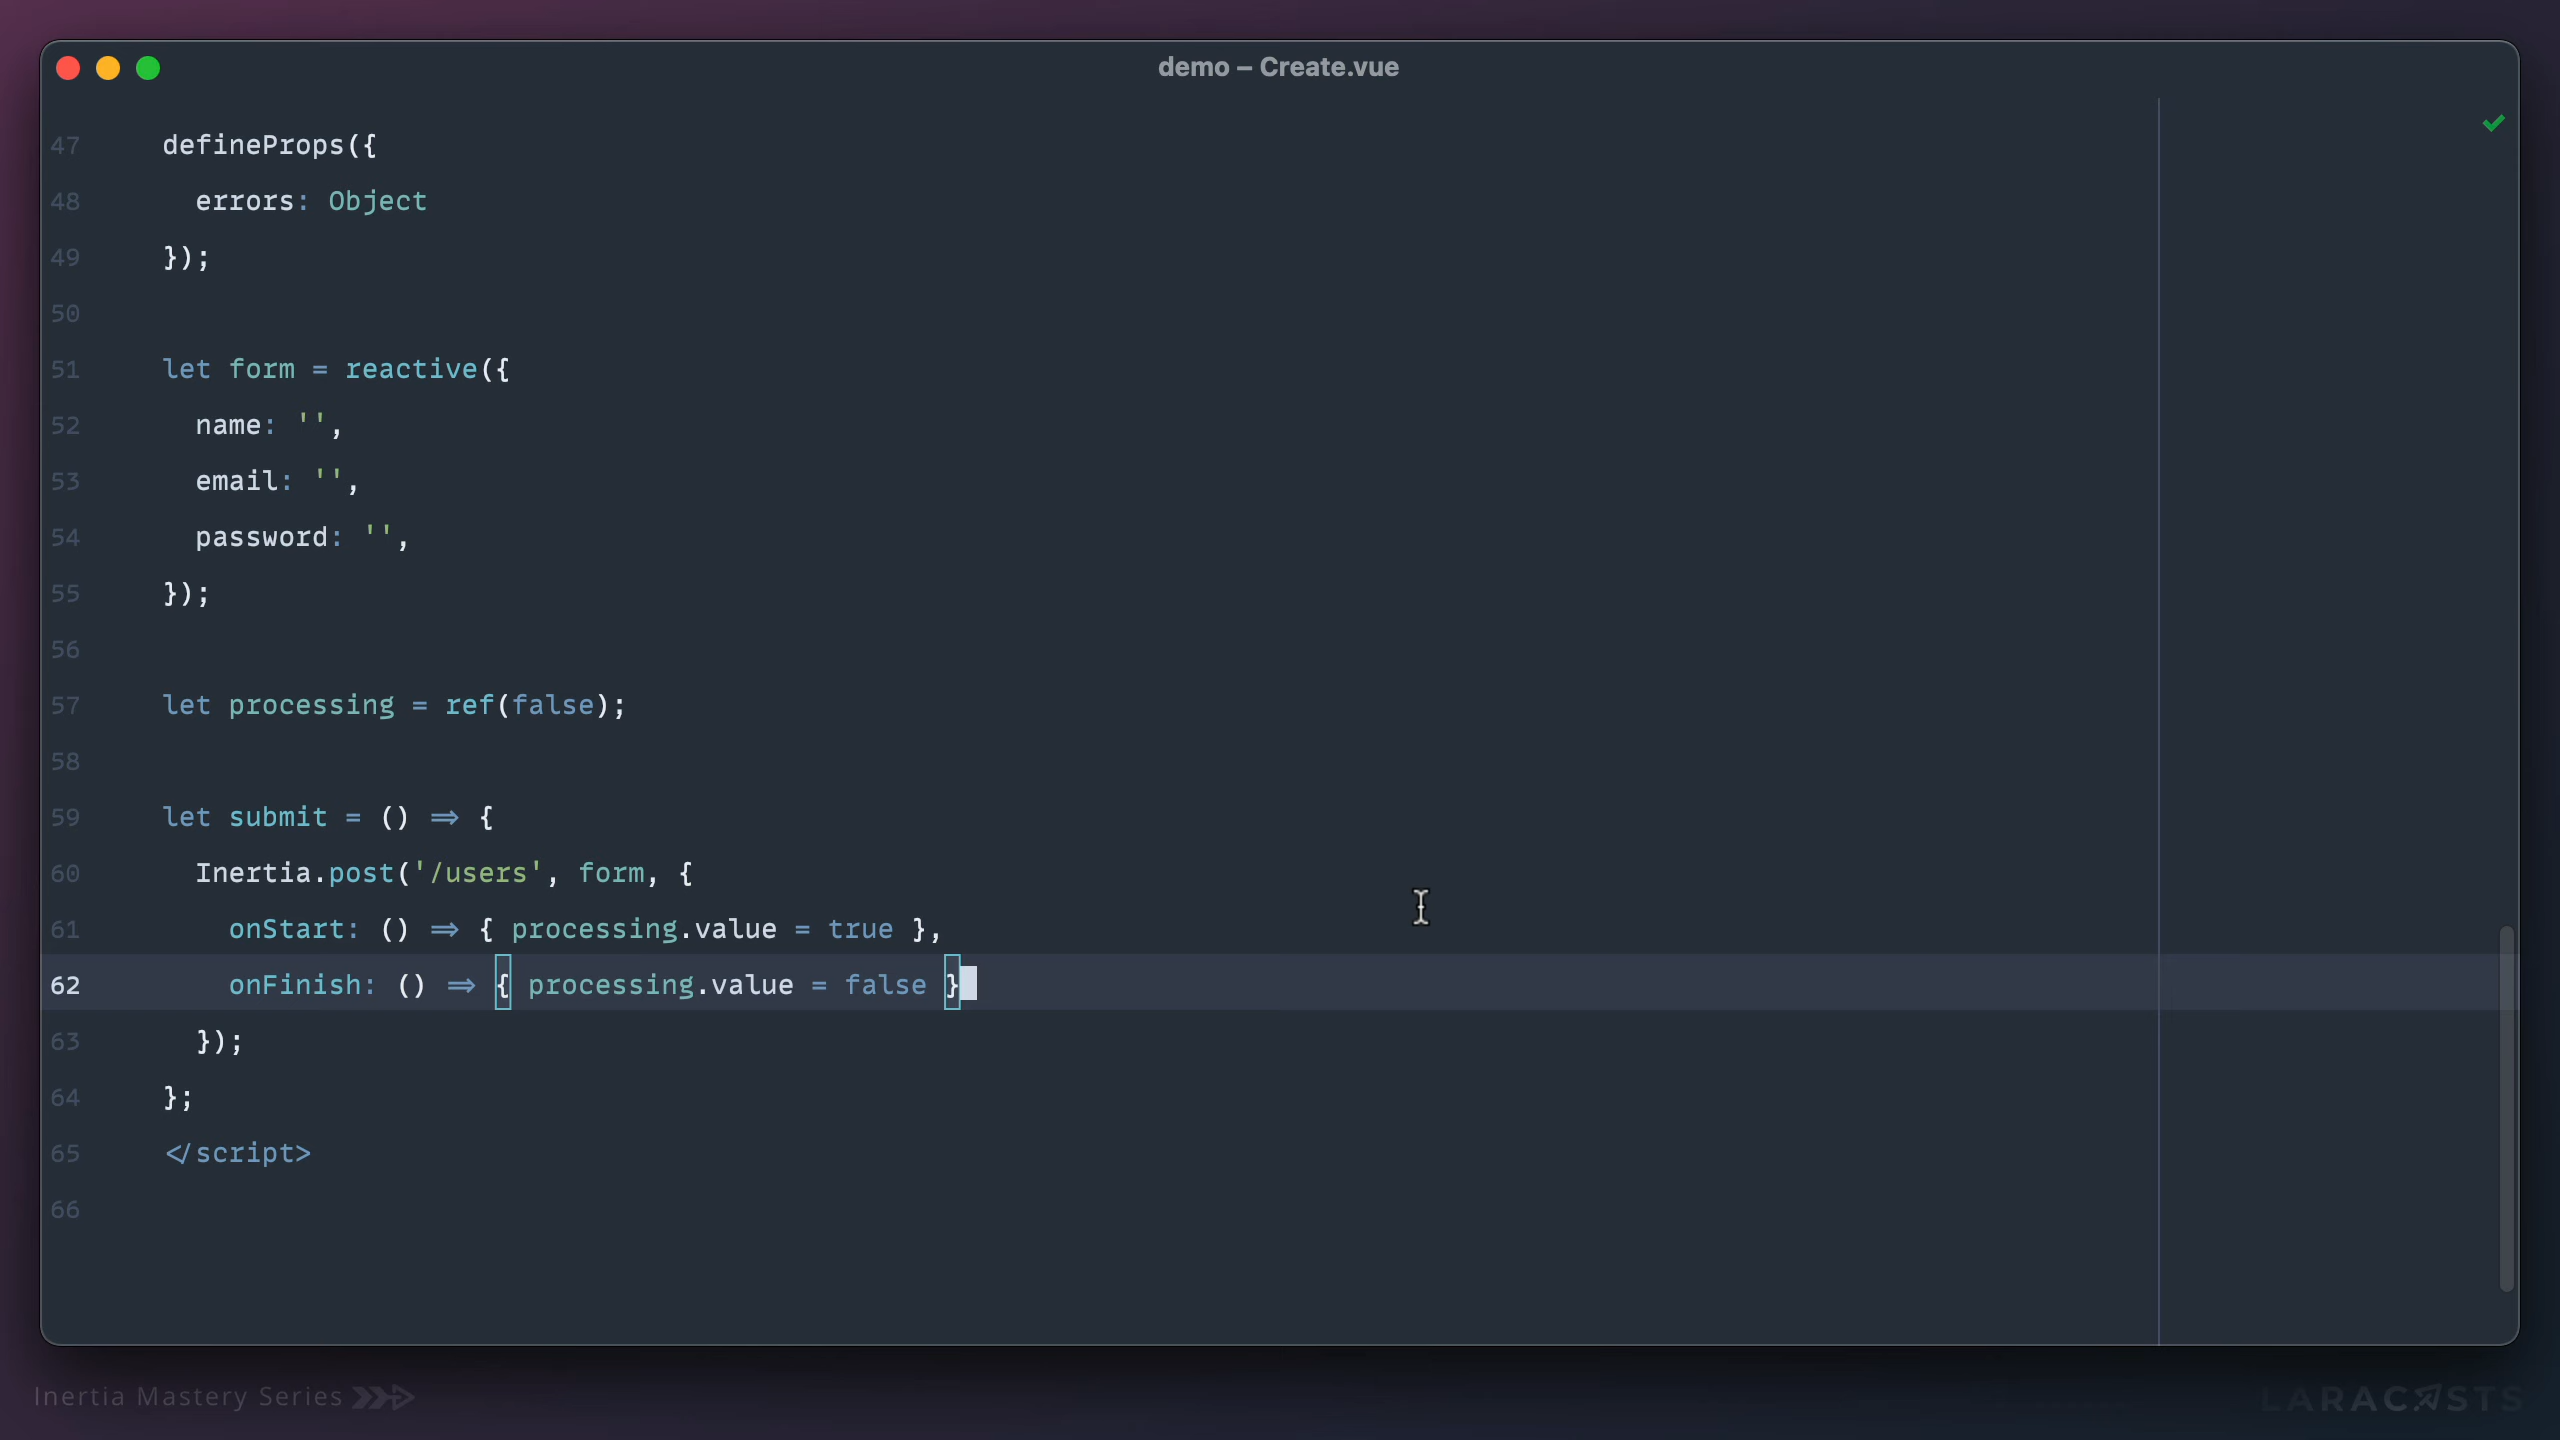 demo – Create.vue
47 defineProps({
48 errors: Object
49 });
50
51 let form = reactive({
52 name: '',
53 email: '',
54 password: '',
55 });
56
57 let processing = ref(false);
58
59 let submit = () => {
60 Inertia.post('/users', form, {
61 onStart: () => { processing.value = true },
62 onFinish: () => { processing.value = false }
63 });
64 };
65 </script>
66
Inertia Mastery Series
LARACASTS